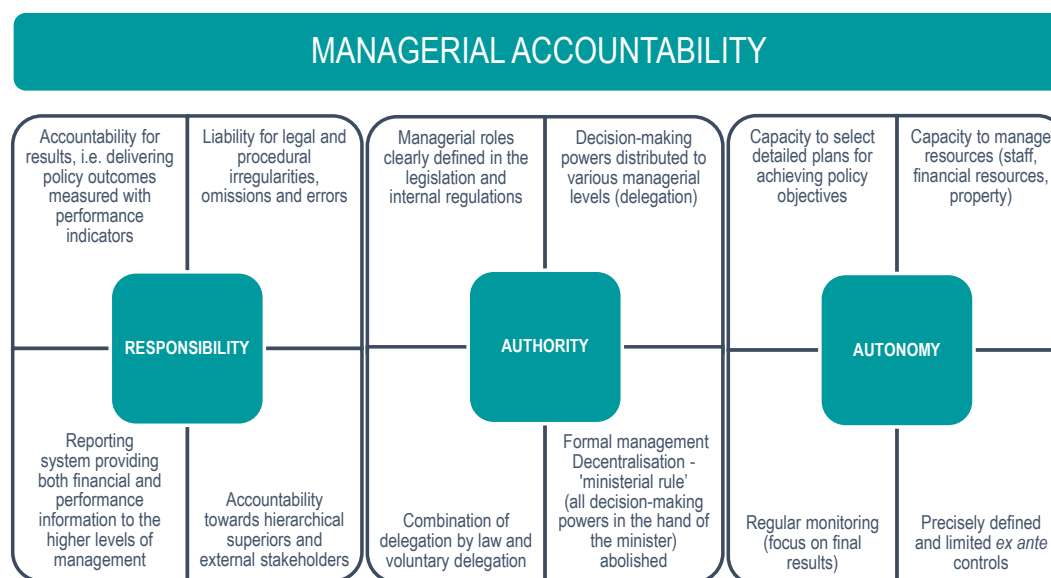 MANAGERIAL ACCOUNTABILITY
Accountability for
results, i.e. delivering
policy outcomes
measured with
performance
indicators
Liability for legal and
procedural
irregularities,
omissions and errors
RESPONSIBILITY
Reporting
system providing
both financial and
performance
information to the
higher levels of
management
Accountability
towards hierarchical
superiors and
external stakeholders
Managerial roles
clearly defined in the
legislation and
internal regulations
Decision-making
powers distributed to
various managerial
levels (delegation)
AUTHORITY
Combination of
delegation by law and
voluntary delegation
Formal management
Decentralisation -
'ministerial rule’
(all decision-making
powers in the hand of
the minister)
abolished
Capacity to select
detailed plans for
achieving policy
objectives
Capacity to manage
resources (staff,
financial resources,
property)
AUTONOMY
Regular monitoring
(focus on final
results)
Precisely defined
and limited ex ante
controls